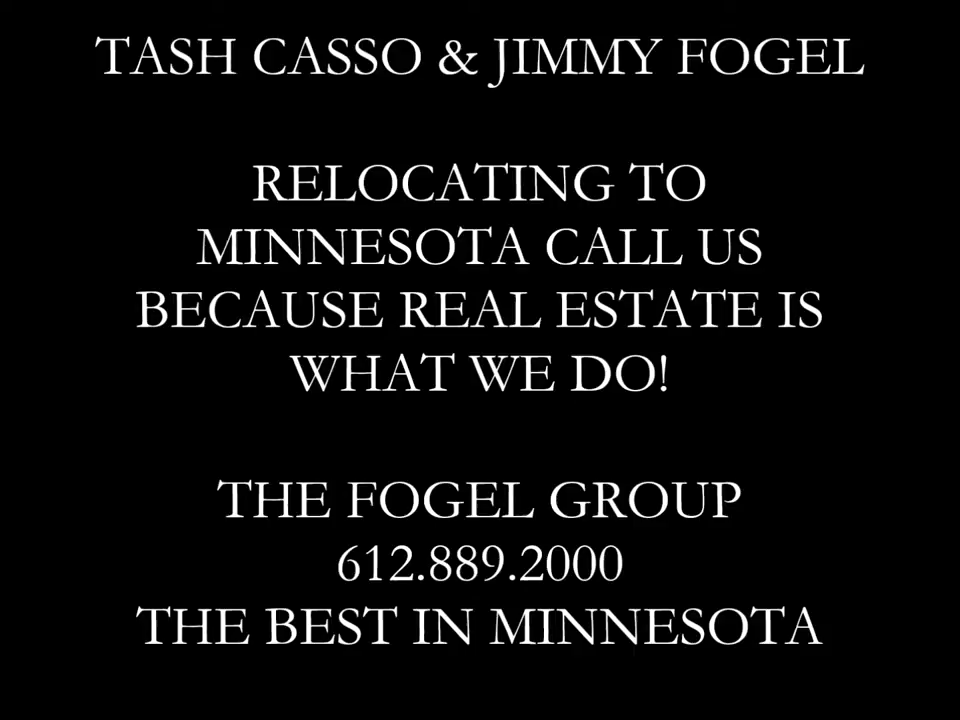 TASH CASSO & JIMMY FOGEL
RELOCATING TO
MINNESOTA CALL US
BECAUSE REAL ESTATE IS
WHAT WE DO!
THE FOGEL GROUP
612.889.2000
THE BEST IN MINNESOTA